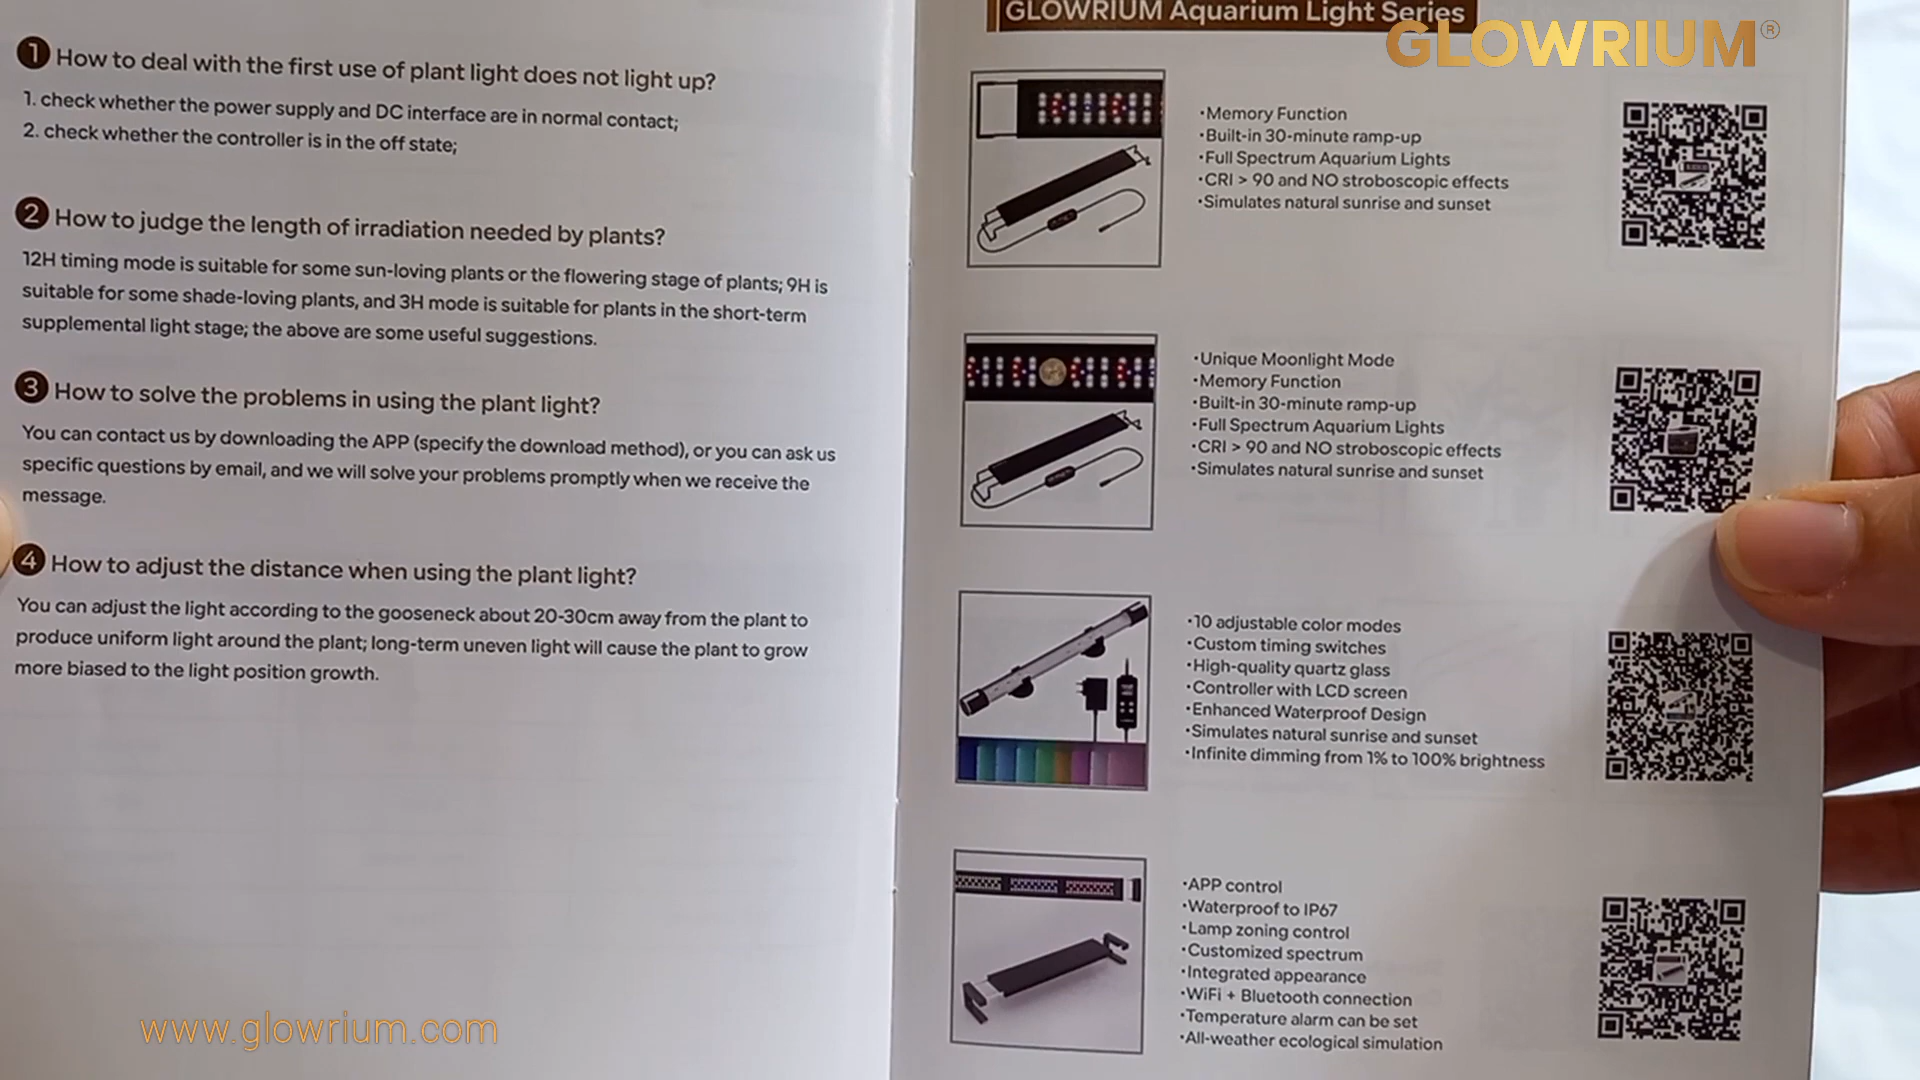 1 How to deal with the first use of plant light does not light up?
1. check whether the power supply and DC interface are in normal contact;
2. check whether the controller is in the off state;
2 How to judge the length of irradiation needed by plants?
12H timing mode is suitable for some sun-loving plants or the flowering stage of plants; 9H is
suitable for some shade-loving plants, and 3H mode is suitable for plants in the short-term
supplemental light stage; the above are some useful suggestions.
3 How to solve the problems in using the plant light?
You can contact us by downloading the APP (specify the download method), or you can ask us
specific questions by email, and we will solve your problems promptly when we receive the
message.
4 How to adjust the distance when using the plant light?
You can adjust the light according to the gooseneck about 20-30cm away from the plant to
produce uniform light around the plant; long-term uneven light will cause the plant to grow
more biased to the light position growth.
www.glowrium.com
GLOWRIUM Aquarium Light Series
GLOWRIUM®
·Memory Function
·Built-in 30-minute ramp-up
·Full Spectrum Aquarium Lights
·CRI > 90 and NO stroboscopic effects
·Simulates natural sunrise and sunset
·Unique Moonlight Mode
·Memory Function
·Built-in 30-minute ramp-up
·Full Spectrum Aquarium Lights
·CRI > 90 and NO stroboscopic effects
·Simulates natural sunrise and sunset
·10 adjustable color modes
·Custom timing switches
·High-quality quartz glass
·Controller with LCD screen
·Enhanced Waterproof Design
·Simulates natural sunrise and sunset
·Infinite dimming from 1% to 100% brightness
·APP control
·Waterproof to IP67
·Lamp zoning control
·Customized spectrum
·Integrated appearance
·WiFi + Bluetooth connection
·Temperature alarm can be set
·All-weather ecological simulation